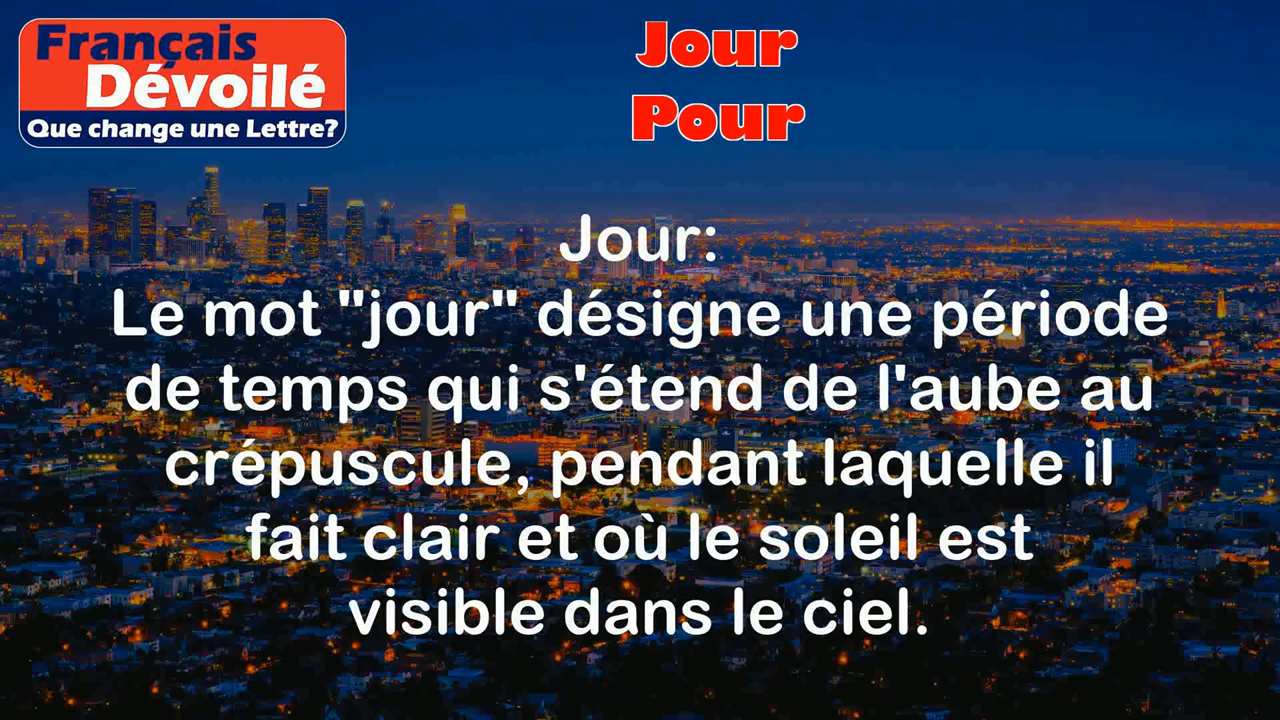 Français
Dévoilé
Que change une Lettre?
Jour
Pour
Jour:
Le mot "jour" désigne une période
de temps qui s'étend de l'aube au
crépuscule, pendant laquelle il
fait clair et où le soleil est
visible dans le ciel.